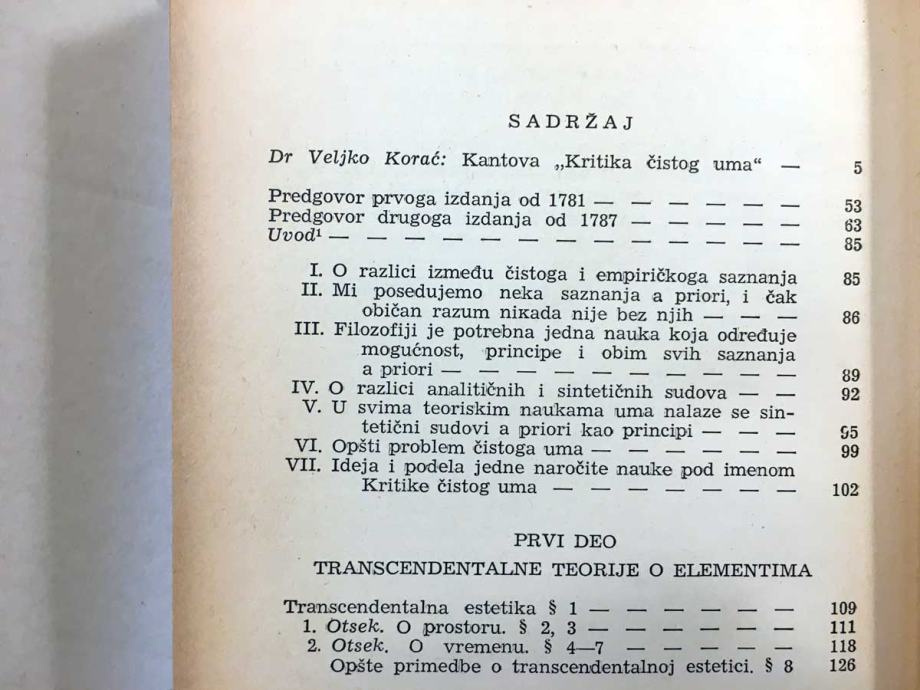 SADRŽAJ
Dr Veljko Korać: Kantova „Kritika čistog uma“ — 5
Predgovor prvoga izdanja od 1781 — — — — — — 53
Predgovor drugoga izdanja od 1787 — — — — — 63
Uvod¹ — — — — — — — — — — — — — 85
I. O razlici između čistoga i empiričkoga saznanja 85
II. Mi posedujemo neka saznanja a priori, i čak
običan razum nikada nije bez njih — — — 86
III. Filozofiji je potrebna jedna nauka koja određuje
mogućnost, principe i obim svih saznanja
a priori — — — — — — — — — — 89
IV. O razlici analitičnih i sintetičnih sudova — — 92
V. U svima teoriskim naukama uma nalaze se sin-
tetični sudovi a priori kao principi — — — 95
VI. Opšti problem čistoga uma — — — — — — 99
VII. Ideja i podela jedne naročite nauke pod imenom
Kritike čistog uma — — — — — — — 102
PRVI DEO
TRANSCENDENTALNE TEORIJE O ELEMENTIMA
Transcendentalna estetika § 1 — — — — — — 109
1. Otsek. O prostoru. § 2, 3 — — — — — — 111
2. Otsek. O vremenu. § 4—7 — — — — — 118
Opšte primedbe o transcendentalnoj estetici. § 8 126